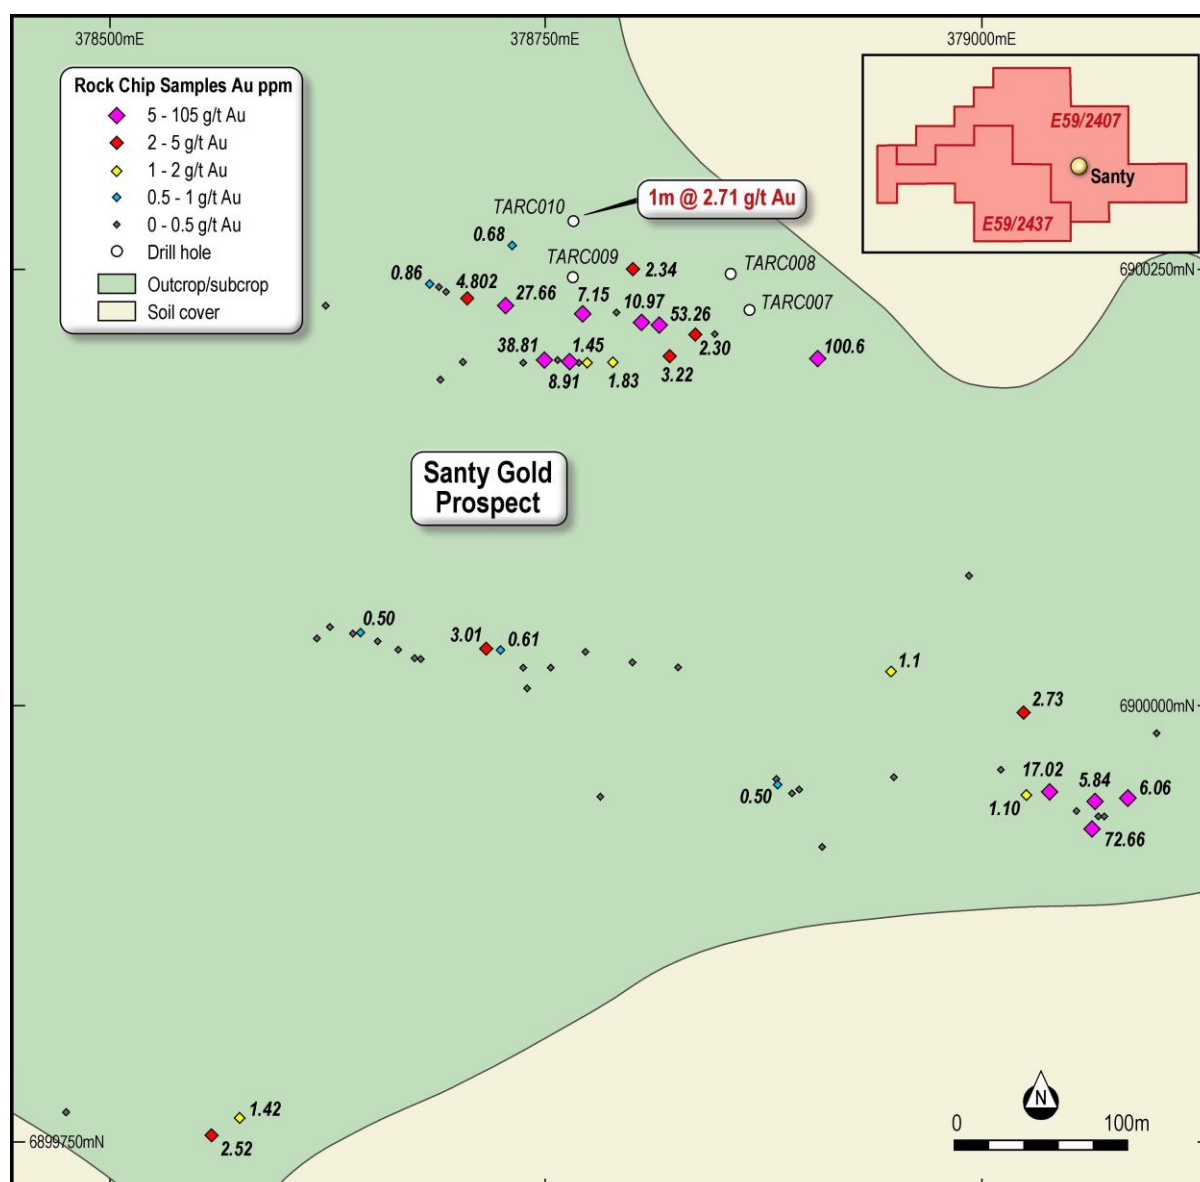 378500mE
378750mE
379000mE
Rock Chip Samples Au ppm
5 - 105 g/t Au
2 - 5 g/t Au
1 - 2 g/t Au
0.5 - 1 g/t Au
0 - 0.5 g/t Au
Drill hole
Outcrop/subcrop
Soil cover
E59/2407
Santy
E59/2437
TARC010
1m @ 2.71 g/t Au
0.68
TARC009
2.34
TARC008
6900250mN
0.86
4.802
27.66
7.15
10.97
53.26
TARC007
38.81
1.45
2.30
100.6
8.91
1.83
3.22
Santy Gold
Prospect
0.50
3.01
0.61
1.1
2.73
6900000mN
17.02
5.84
6.06
0.50
1.10
72.66
1.42
2.52
6899750mN
N
0
100m